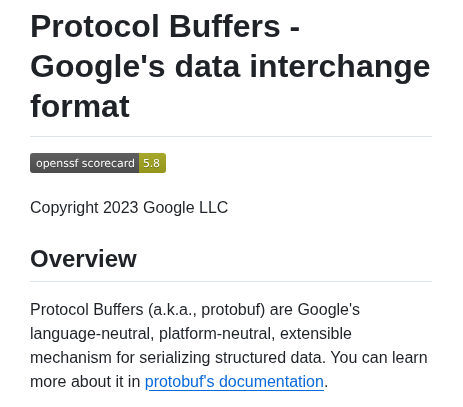 Protocol Buffers -
Google's data interchange
format
openssf scorecard 5.8
Copyright 2023 Google LLC
Overview
Protocol Buffers (a.k.a., protobuf) are Google's
language-neutral, platform-neutral, extensible
mechanism for serializing structured data. You can learn
more about it in protobuf's documentation.